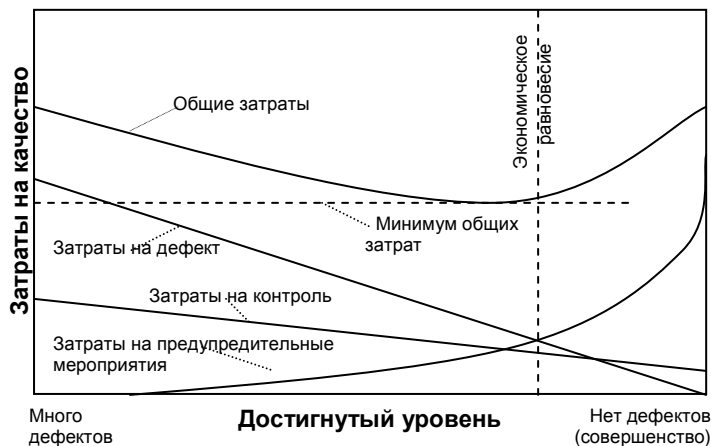 Затраты на качество
Общие затраты
Экономическое
равновесие
Минимум общих
затрат
Затраты на дефект
Затраты на контроль
Затраты на предупредительные
мероприятия
Много
дефектов
Достигнутый уровень
Нет дефектов
(совершенство)